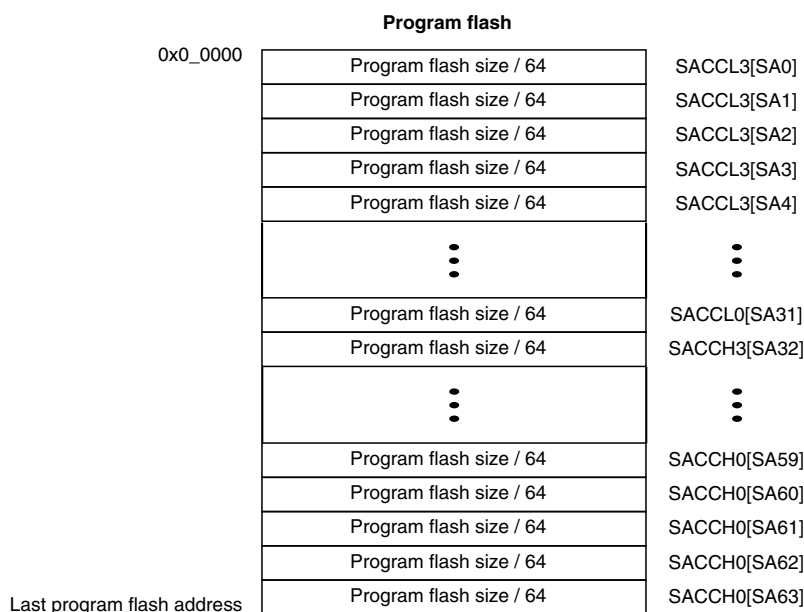 Program flash
0x0_0000
Program flash size / 64 SACCL3[SA0]
Program flash size / 64 SACCL3[SA1]
Program flash size / 64 SACCL3[SA2]
Program flash size / 64 SACCL3[SA3]
Program flash size / 64 SACCL3[SA4]
Program flash size / 64 SACCL0[SA31]
Program flash size / 64 SACCH3[SA32]
Program flash size / 64 SACCH0[SA59]
Program flash size / 64 SACCH0[SA60]
Program flash size / 64 SACCH0[SA61]
Program flash size / 64 SACCH0[SA62]
Program flash size / 64 SACCH0[SA63]
Last program flash address